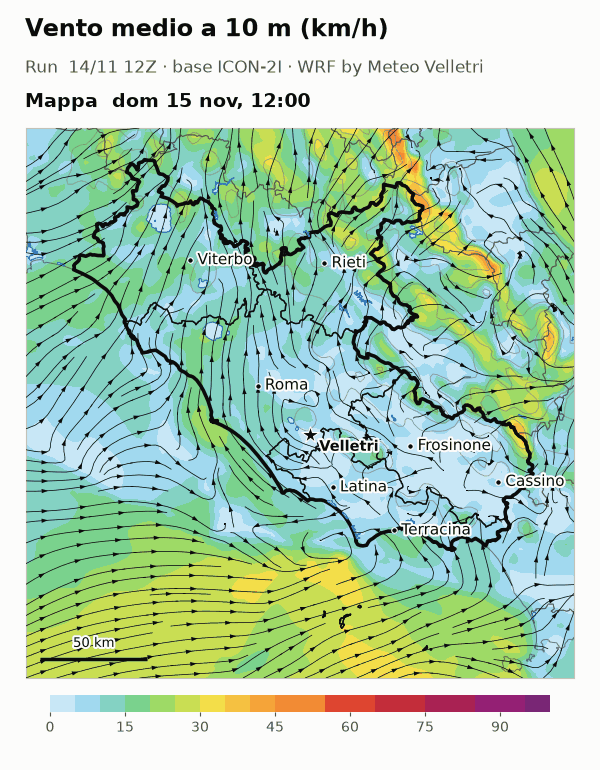 Vento medio a 10 m (km/h)
Run 14/11 12Z · base ICON-2I · WRF by Meteo Velletri
Mappa dom 15 nov, 12:00
Viterbo
Rieti
Roma
Velletri
Frosinone
Latina
Cassino
Terracina
50 km
0 15 30 45 60 75 90